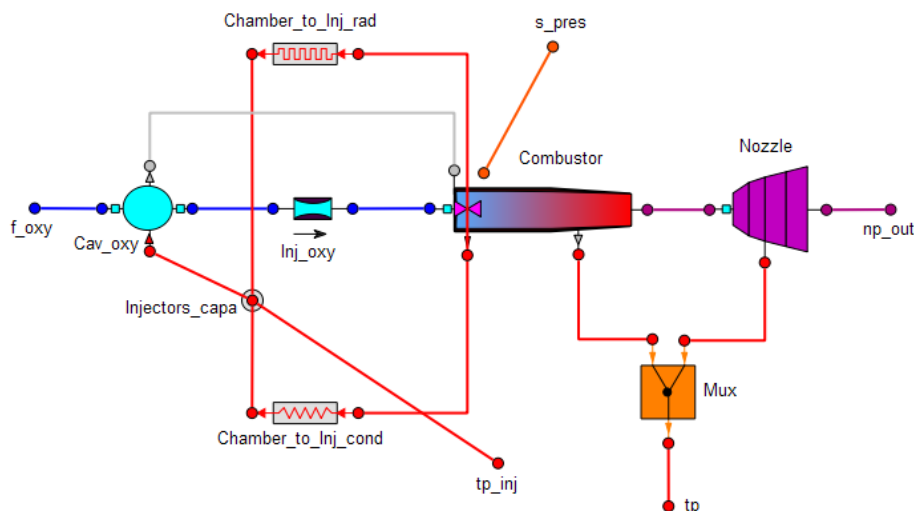 Chamber_to_Inj_rad
s_pres
Combustor
Nozzle
f_oxy
Cav_oxy
Inj_oxy
np_out
Injectors_capa
Mux
Chamber_to_Inj_cond
tp_inj
tp